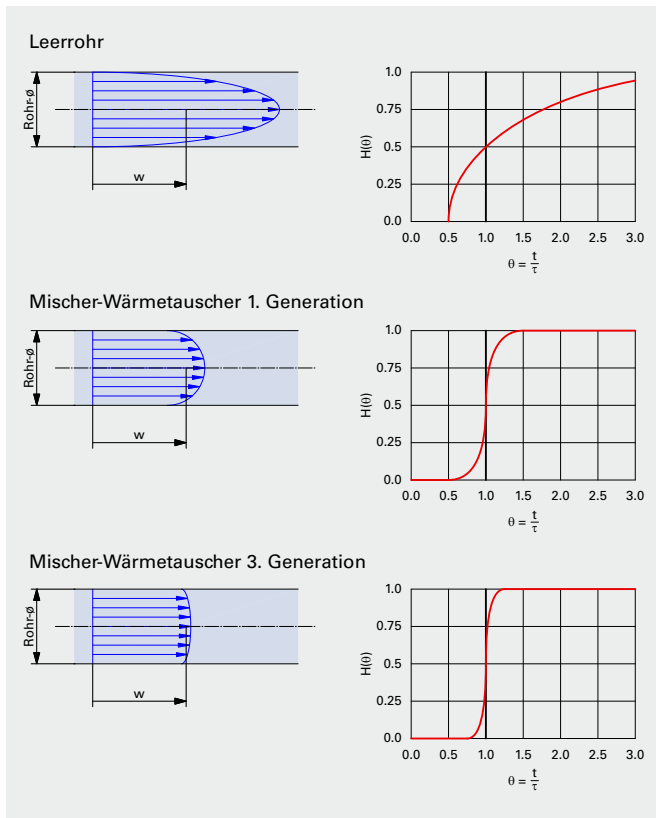 Leerrohr
Rohr-ø
w
H(θ)
1.0
0.75
0.5
0.25
0.0
0.0 0.5 1.0 1.5 2.0 2.5 3.0
θ = t/τ
Mischer-Wärmetauscher 1. Generation
Rohr-ø
w
H(θ)
1.0
0.75
0.5
0.25
0.0
0.0 0.5 1.0 1.5 2.0 2.5 3.0
θ = t/τ
Mischer-Wärmetauscher 3. Generation
Rohr-ø
w
H(θ)
1.0
0.75
0.5
0.25
0.0
0.0 0.5 1.0 1.5 2.0 2.5 3.0
θ = t/τ